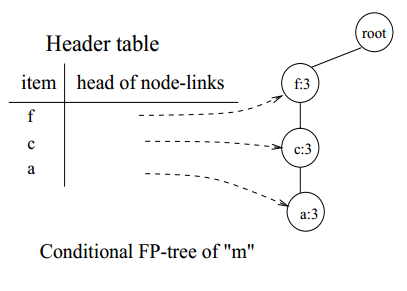 root
Header table
item head of node-links
f:3
f
c
c:3
a
a:3
Conditional FP-tree of "m"